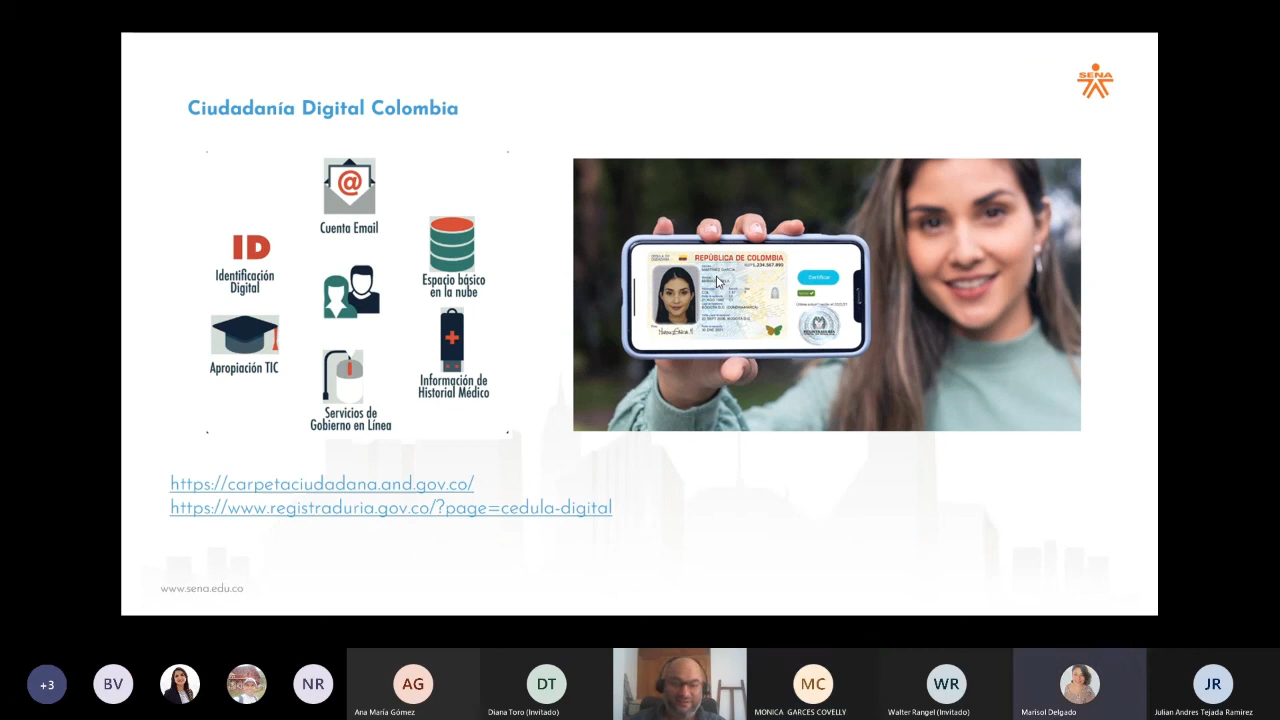 SENA
Ciudadanía Digital Colombia
@
Cuenta Email
ID
Identificación
Digital
Espacio básico
en la nube
Apropiación TIC
Información de
Historial Médico
Servicios de
Gobierno en Línea
REPÚBLICA DE COLOMBIA
Certificar
https://carpetaciudadana.and.gov.co/
https://www.registraduria.gov.co/?page=cedula-digital
www.sena.edu.co
+3
BV
NR
AG
Ana María Gómez
DT
Diana Toro (Invitado)
MC
MONICA GARCES COVELLY
WR
Walter Rangel (Invitado)
Marisol Delgado
JR
Julian Andres Tejada Ramirez